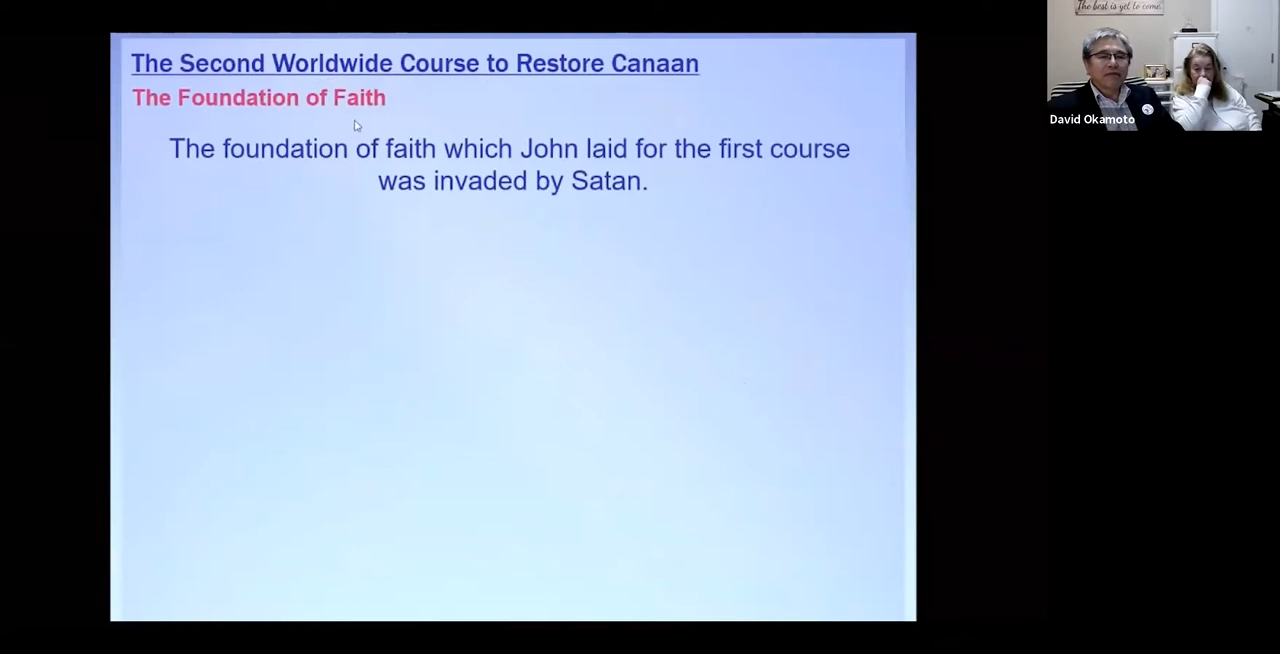 The Second Worldwide Course to Restore Canaan
The Foundation of Faith
The foundation of faith which John laid for the first course
was invaded by Satan.
The best is yet to come.
David Okamoto